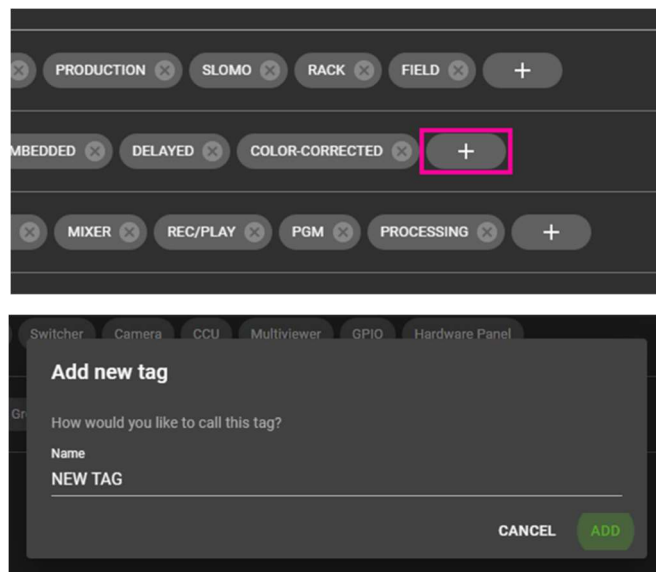 PRODUCTION SLOMO RACK FIELD +
MBEDDED DELAYED COLOR-CORRECTED +
MIXER REC/PLAY PGM PROCESSING +
Switcher Camera CCU Multiviewer GPIO Hardware Panel
Add new tag
Gr
How would you like to call this tag?
Name
NEW TAG
CANCEL ADD